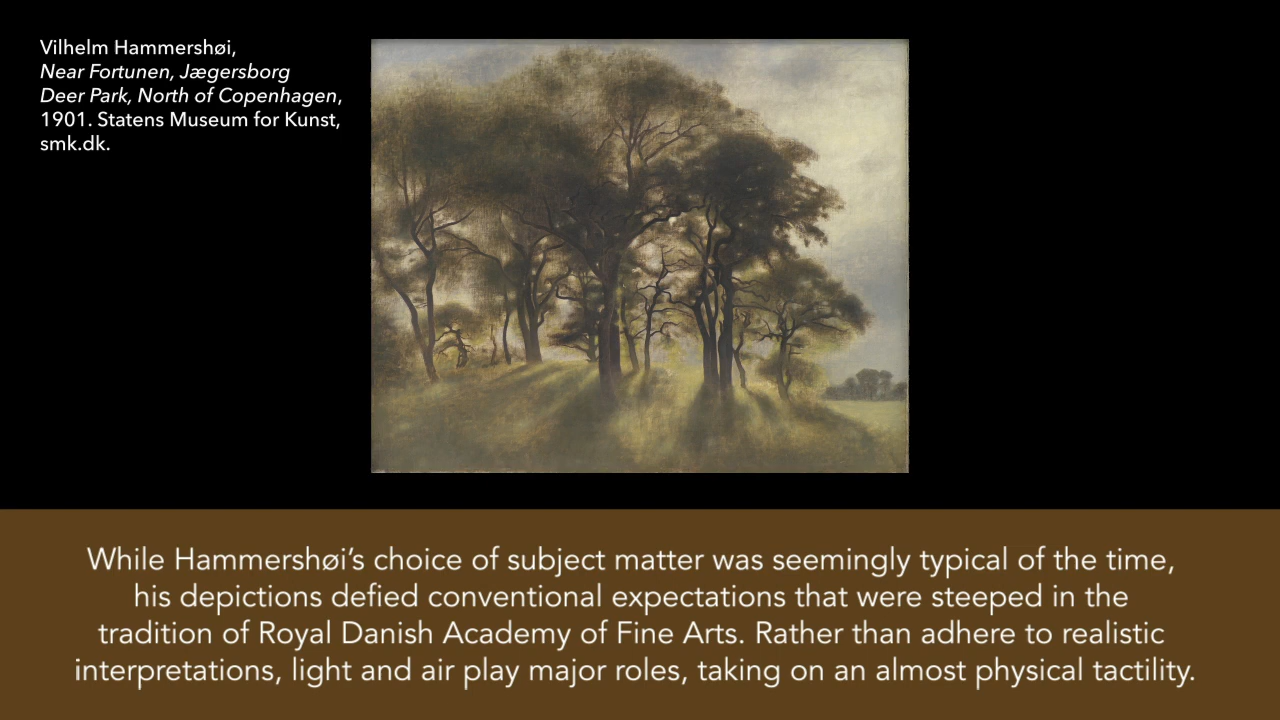 Vilhelm Hammershøi,
Near Fortunen, Jægersborg
Deer Park, North of Copenhagen,
1901. Statens Museum for Kunst,
smk.dk.
While Hammershøi’s choice of subject matter was seemingly typical of the time,
his depictions defied conventional expectations that were steeped in the
tradition of Royal Danish Academy of Fine Arts. Rather than adhere to realistic
interpretations, light and air play major roles, taking on an almost physical tactility.